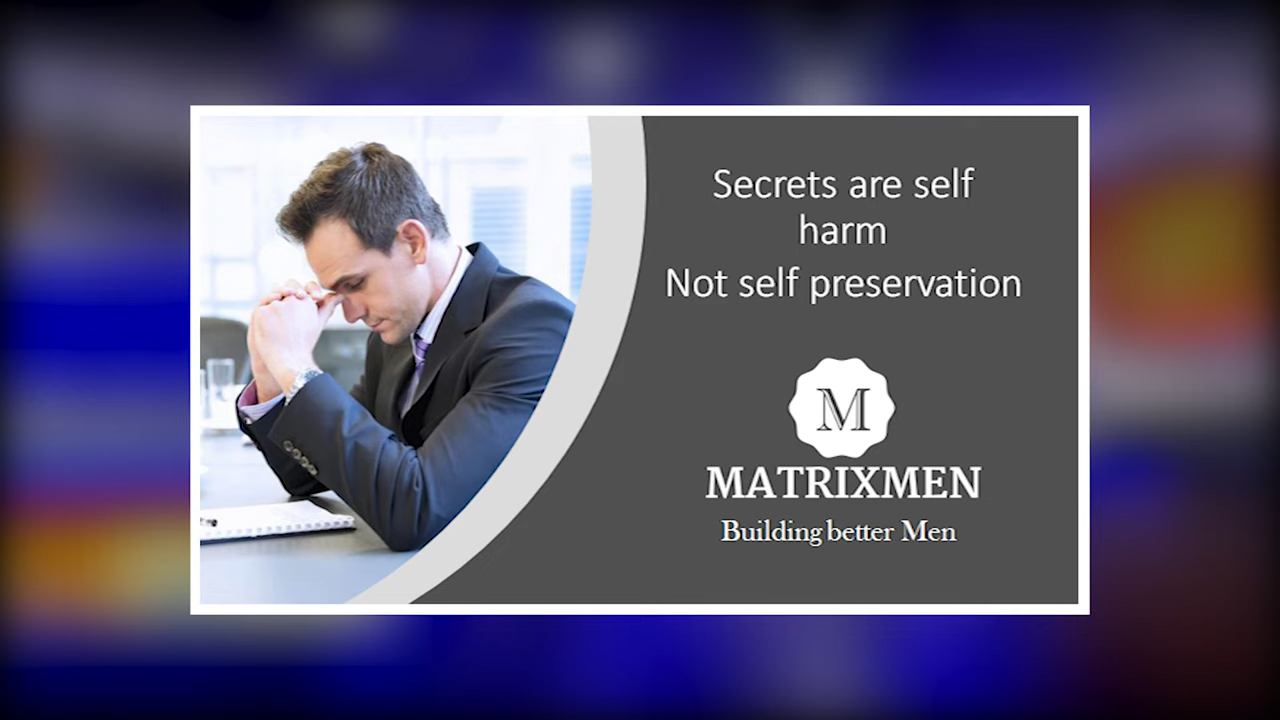 Secrets are self
harm
Not self preservation
M
MATRIXMEN
Building better Men